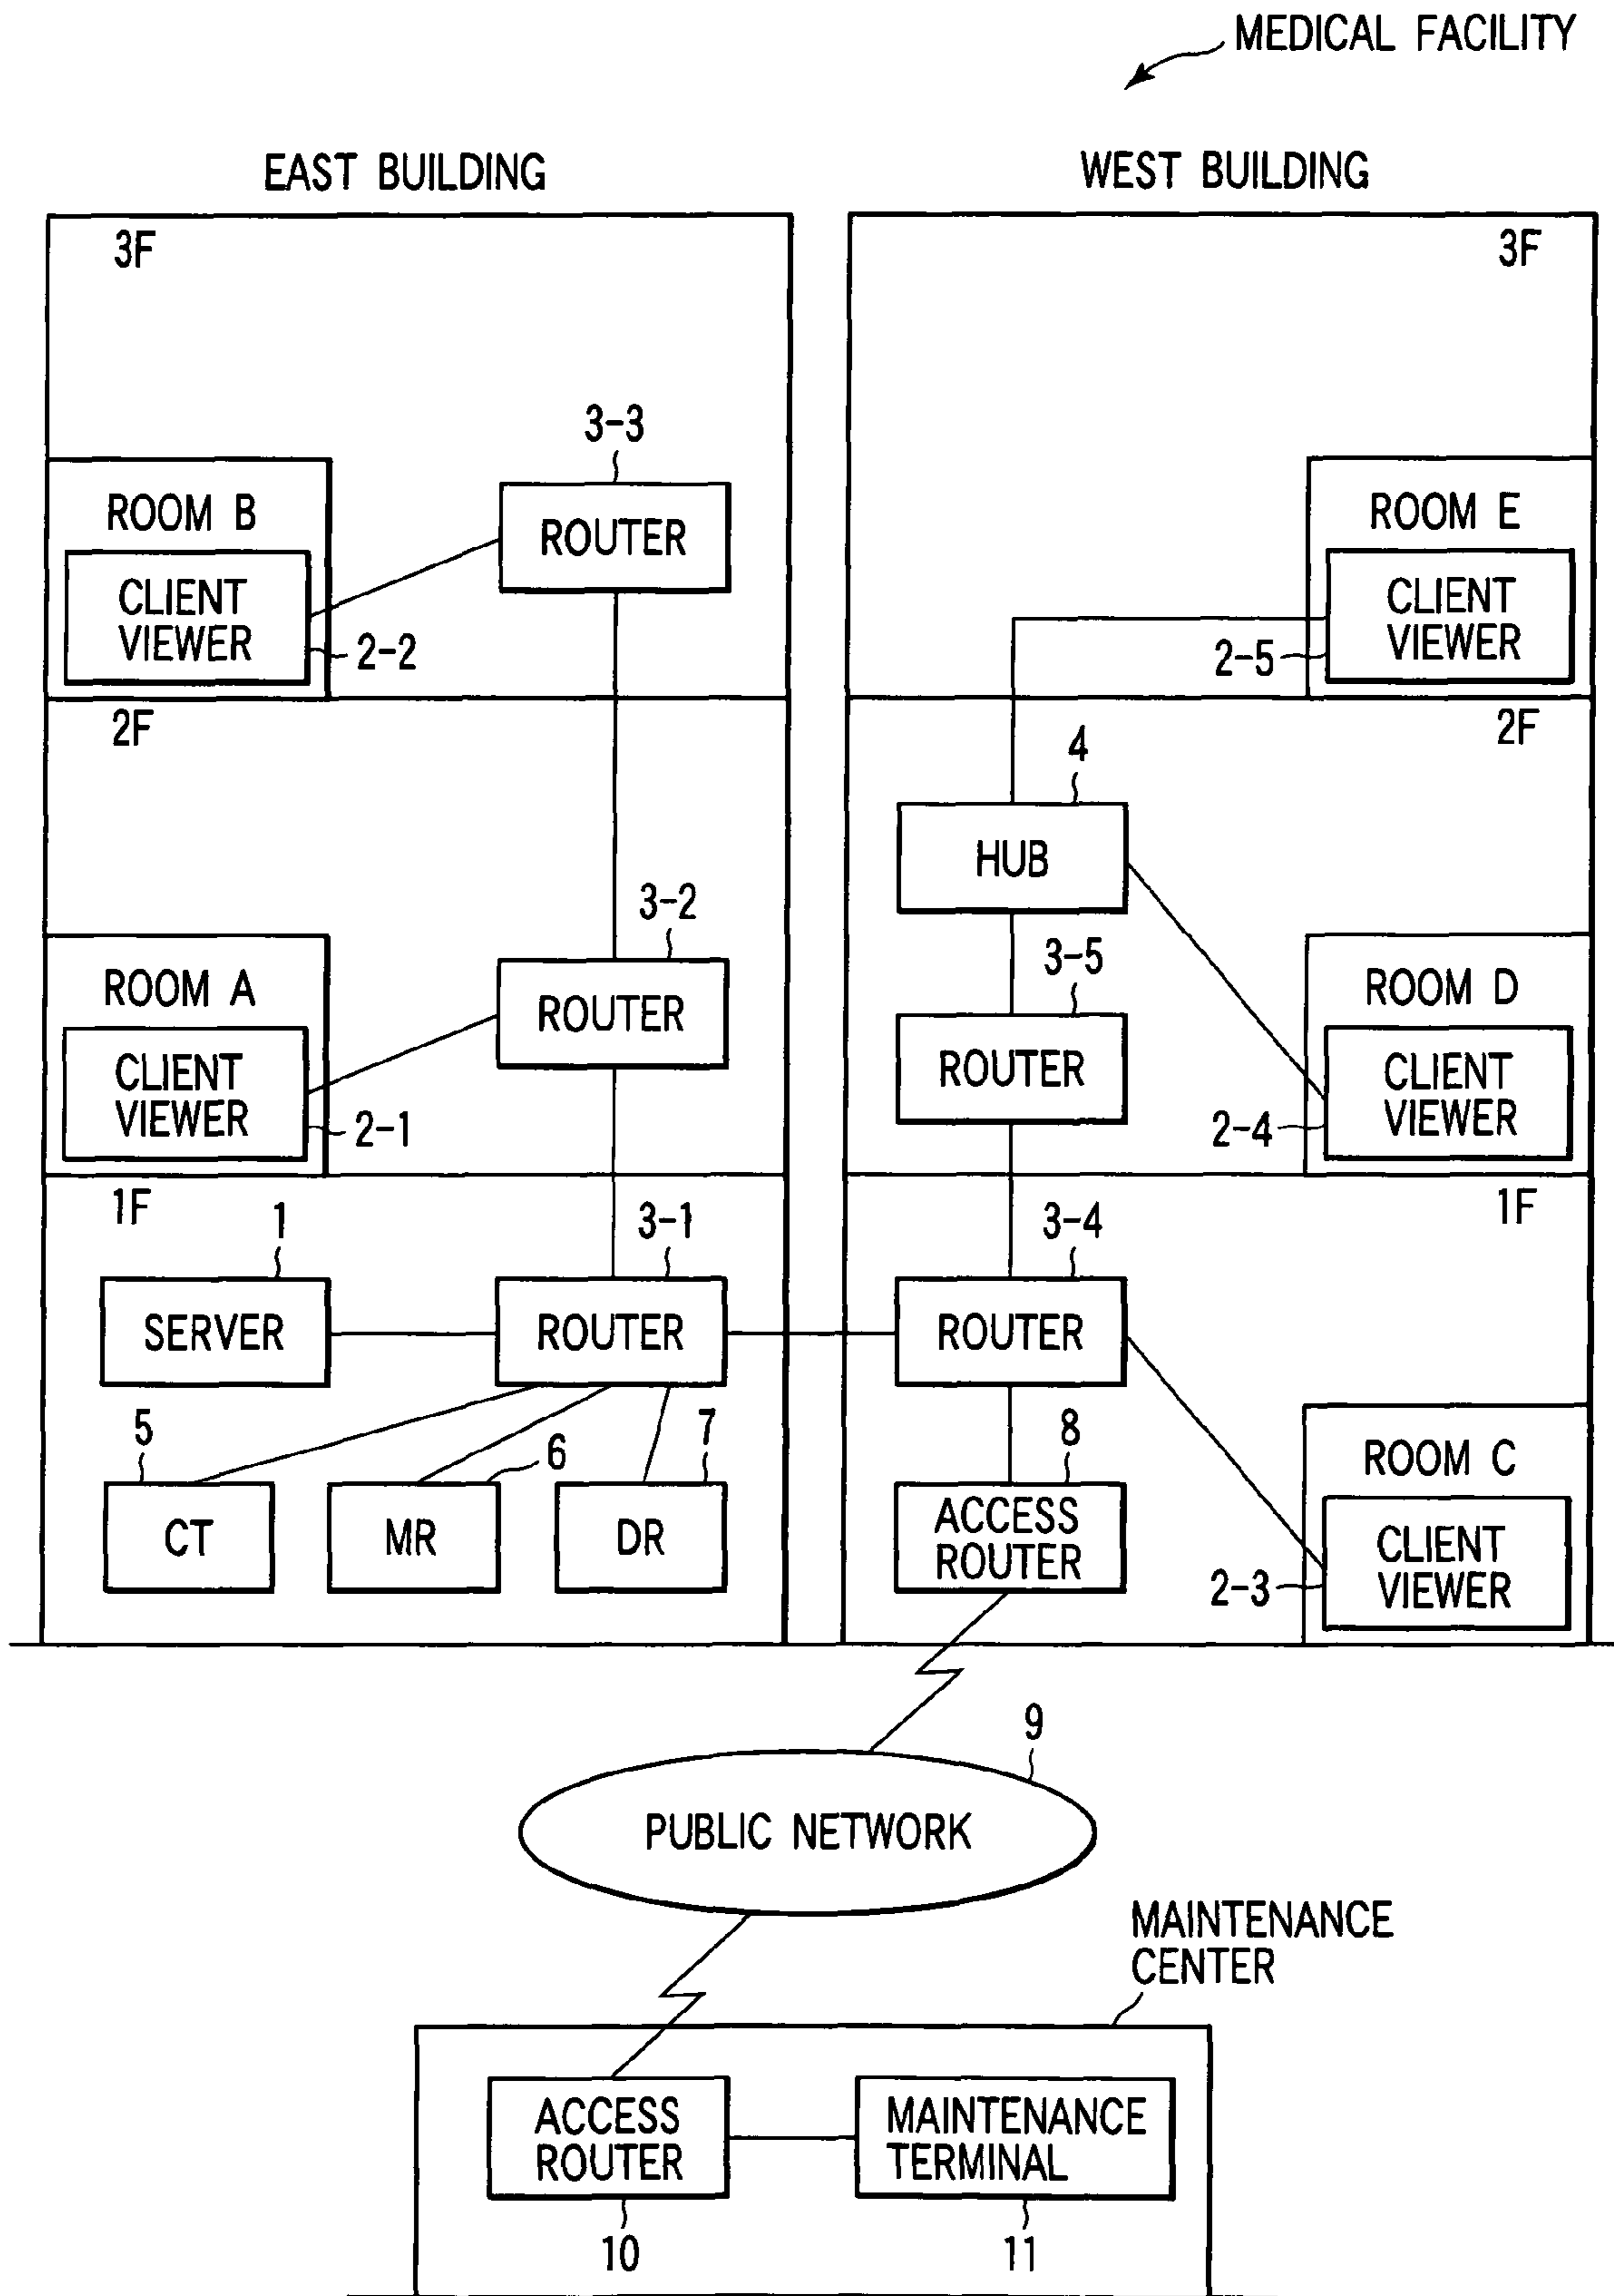 MEDICAL FACILITY
EAST BUILDING
WEST BUILDING
3F
3F
3-3
ROUTER
ROOM B
CLIENT
VIEWER
2-2
ROOM E
CLIENT
VIEWER
2-5
2F
2F
4
HUB
3-2
ROUTER
ROOM A
CLIENT
VIEWER
2-1
3-5
ROUTER
ROOM D
CLIENT
VIEWER
2-4
1F
1F
1
SERVER
3-1
ROUTER
3-4
ROUTER
5
CT
6
MR
7
DR
8
ACCESS
ROUTER
ROOM C
CLIENT
VIEWER
2-3
9
PUBLIC NETWORK
MAINTENANCE
CENTER
ACCESS
ROUTER
MAINTENANCE
TERMINAL
10
11